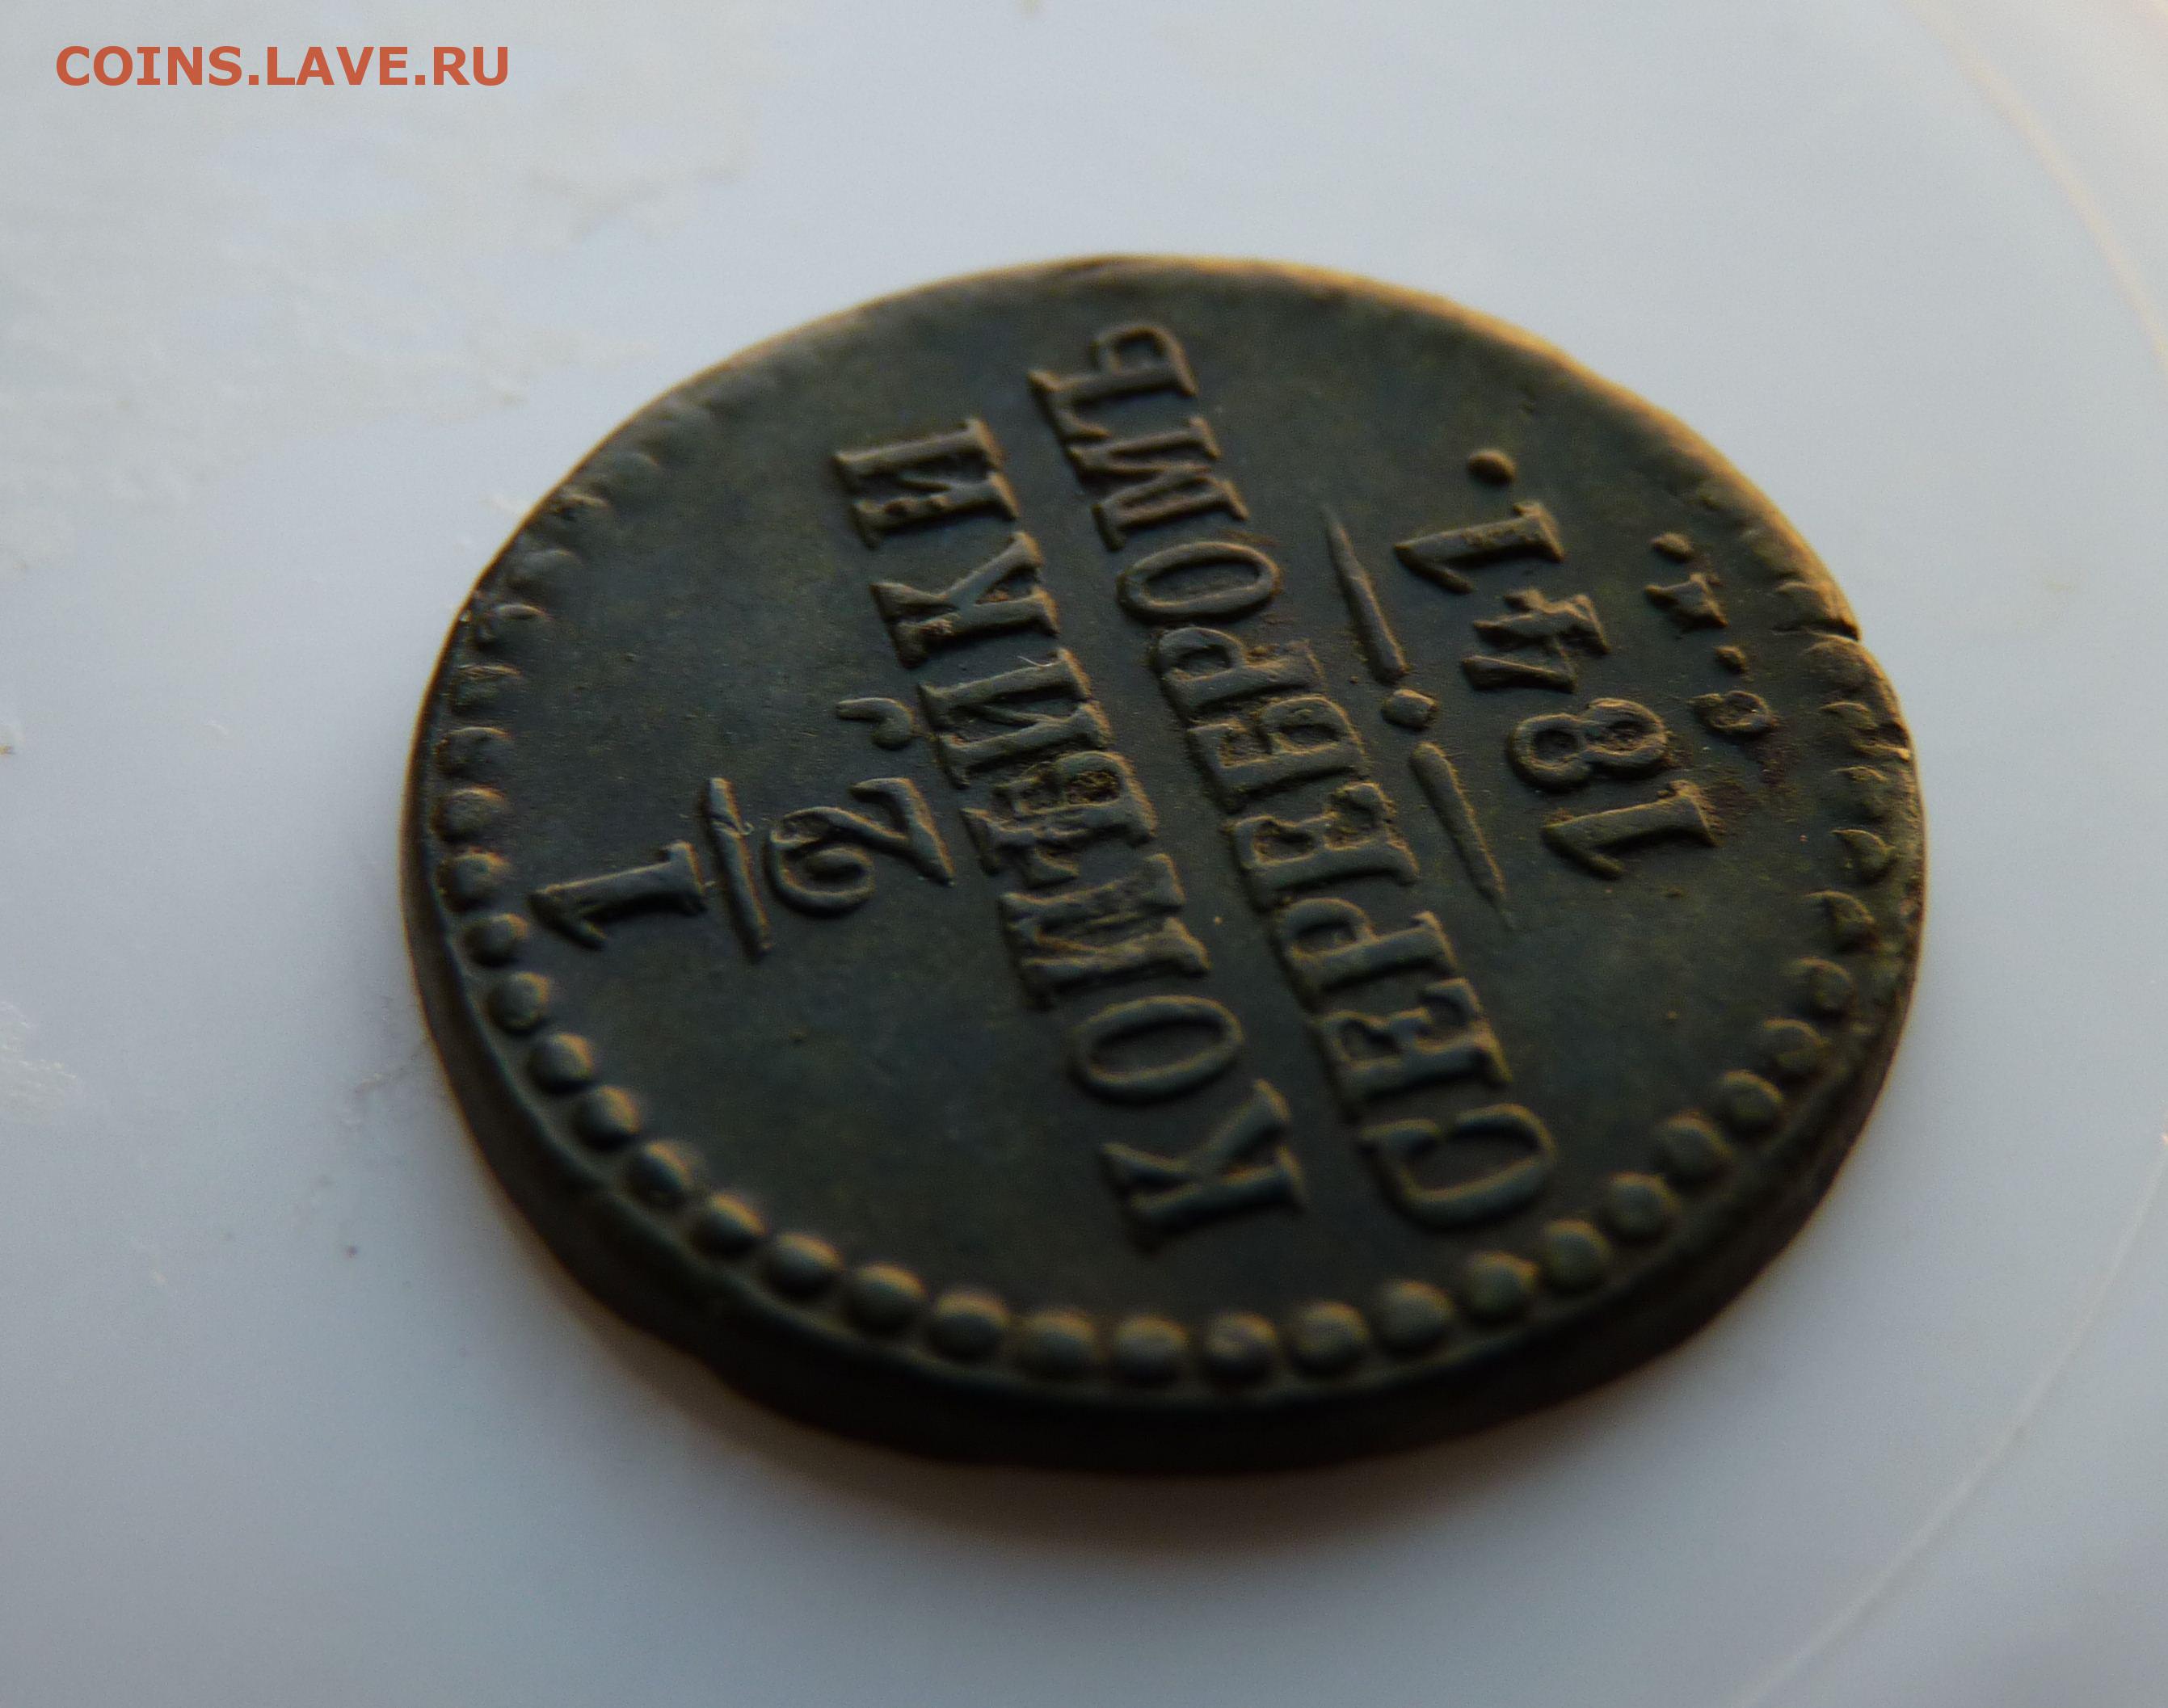 COINS.LAVE.RU
1
2
КОПѢЙКИ
СЕРЕБРОМЪ
1841.